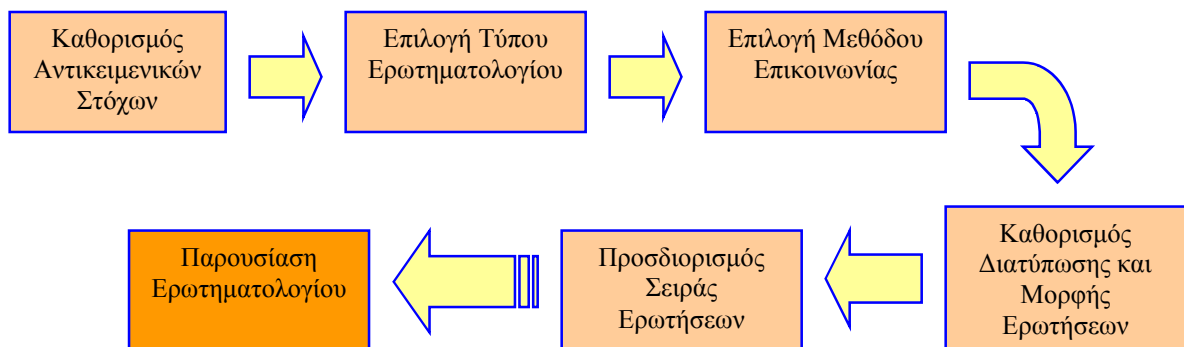 Καθορισμός
Αντικειμενικών
Στόχων
Επιλογή Τύπου
Ερωτηματολογίου
Επιλογή Μεθόδου
Επικοινωνίας
Καθορισμός
Διατύπωσης και
Μορφής
Ερωτήσεων
Προσδιορισμός
Σειράς
Ερωτήσεων
Παρουσίαση
Ερωτηματολογίου